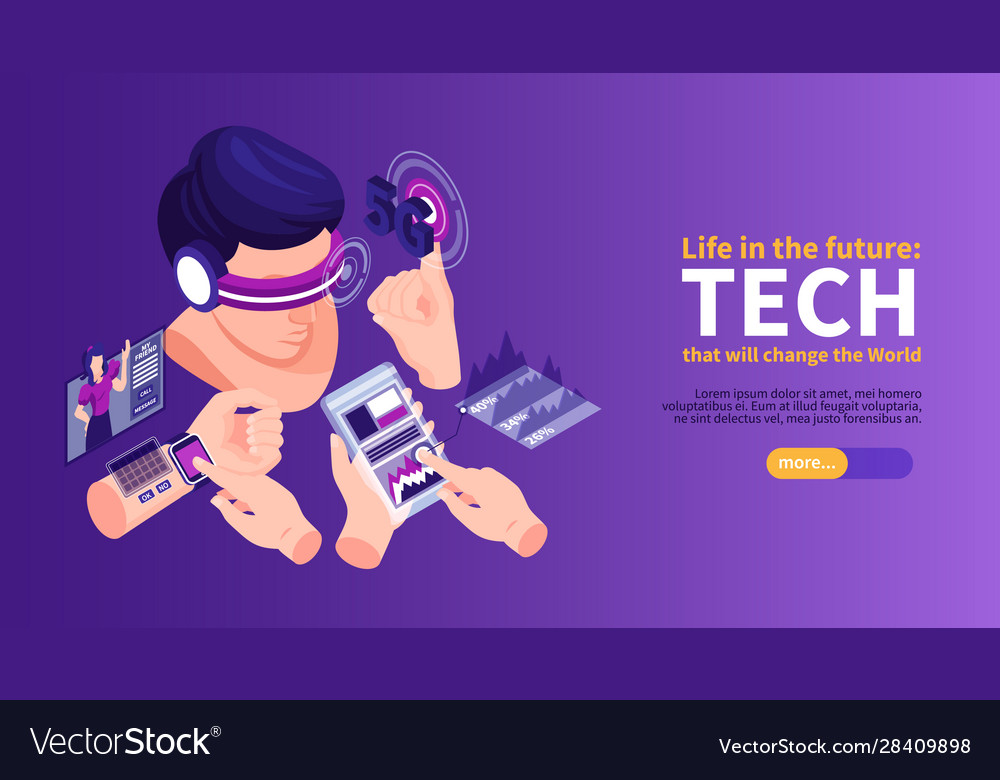 5G
Life in the future:
TECH
that will change the World
MY
FRIEND
CALL
MESSAGE
OK
NO
40%
34%
26%
Lorem ipsum dolor sit amet, mei homero
voluptatibus ei. Eum at illud feugait voluptaria,
ne sint delectus vel, mea justo forensibus an.
more...
VectorStock®
VectorStock.com/28409898